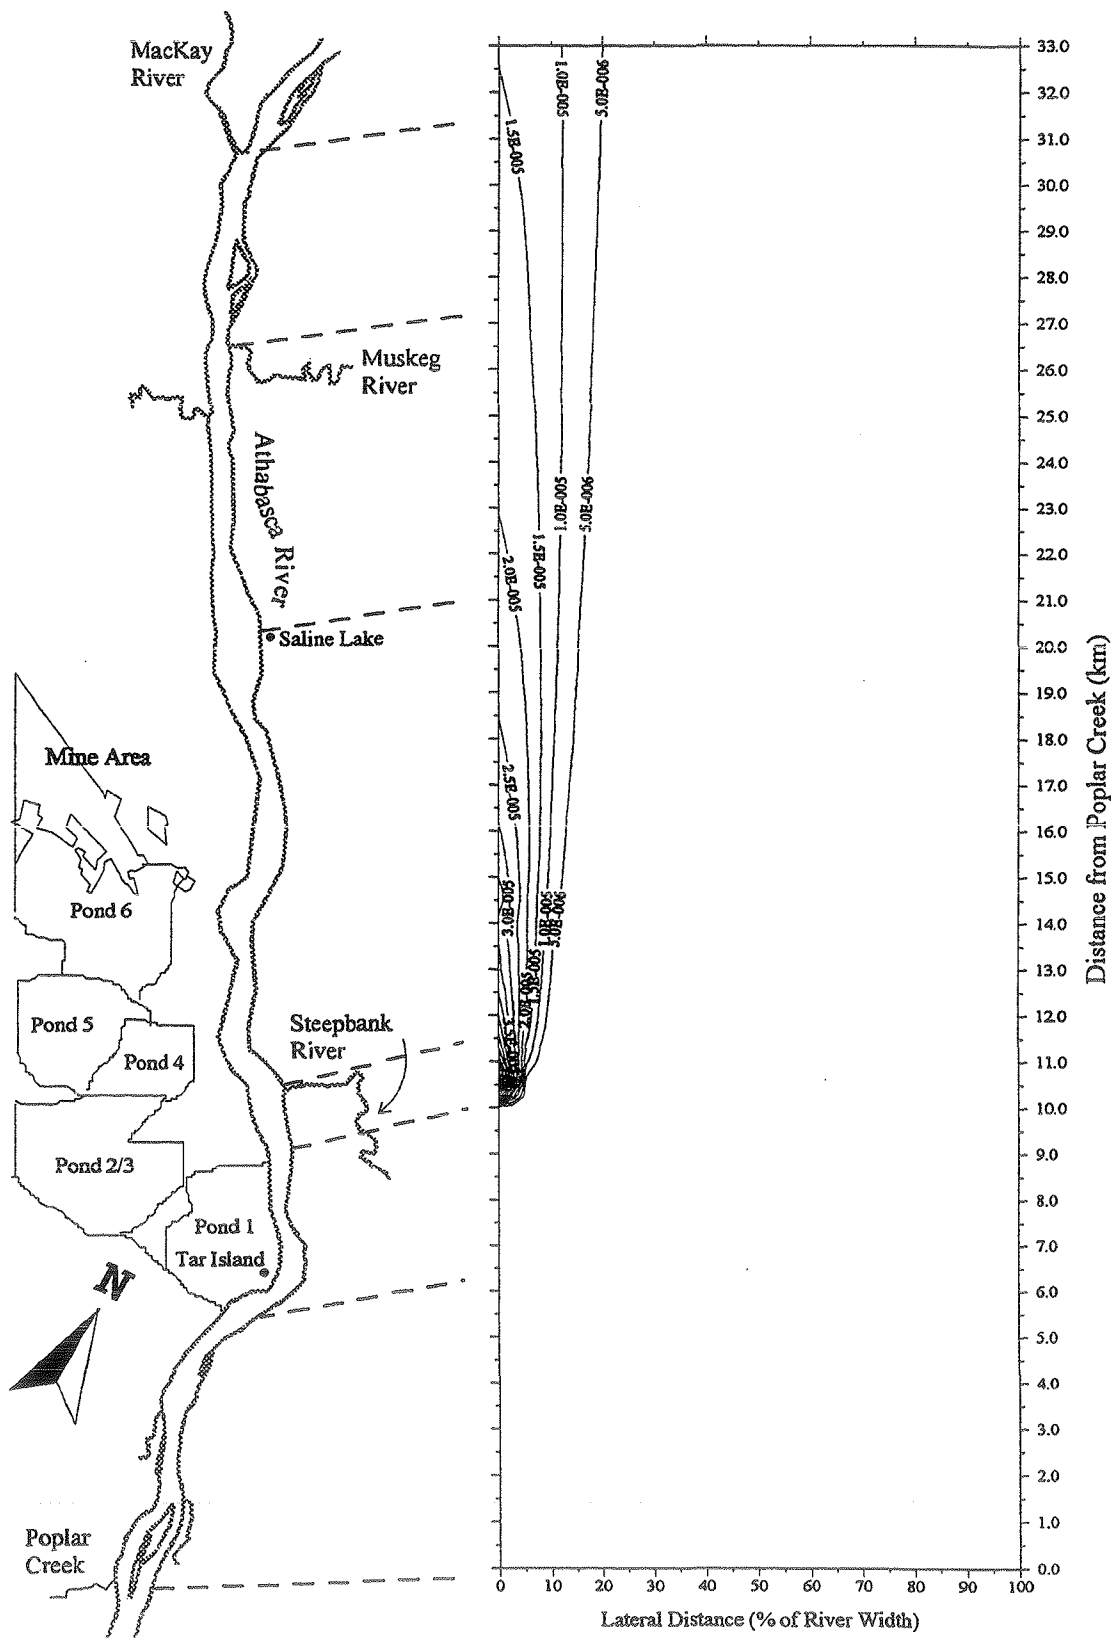 MacKay
River
Muskeg
River
Athabasca River
Saline Lake
Mine Area
Pond 6
Pond 5
Pond 4
Steepbank
River
Pond 2/3
Pond 1
Tar Island
N
Poplar
Creek
1.5E-005
1.0E-005
5.0E-006
1.0E-005
5.0E-006
1.5E-005
2.0E-005
2.5E-005
3.0E-005
1.0E-005
5.0E-006
1.5E-005
2.0E-005
33.0
32.0
31.0
30.0
29.0
28.0
27.0
26.0
25.0
24.0
23.0
22.0
21.0
20.0
19.0
18.0
17.0
16.0
15.0
14.0
13.0
12.0
11.0
10.0
9.0
8.0
7.0
6.0
5.0
4.0
3.0
2.0
1.0
0.0
Distance from Poplar Creek (km)
0 10 20 30 40 50 60 70 80 90 100
Lateral Distance (% of River Width)